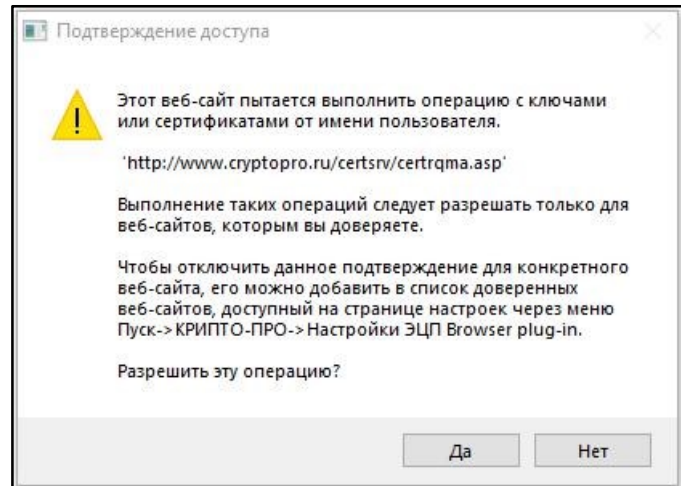 Подтверждение доступа
Этот веб-сайт пытается выполнить операцию с ключами
или сертификатами от имени пользователя.
'http://www.cryptopro.ru/certsrv/certrqma.asp'
Выполнение таких операций следует разрешать только для
веб-сайтов, которым вы доверяете.
Чтобы отключить данное подтверждение для конкретного
веб-сайта, его можно добавить в список доверенных
веб-сайтов, доступный на странице настроек через меню
Пуск->КРИПТО-ПРО->Настройки ЭЦП Browser plug-in.
Разрешить эту операцию?
Да
Нет